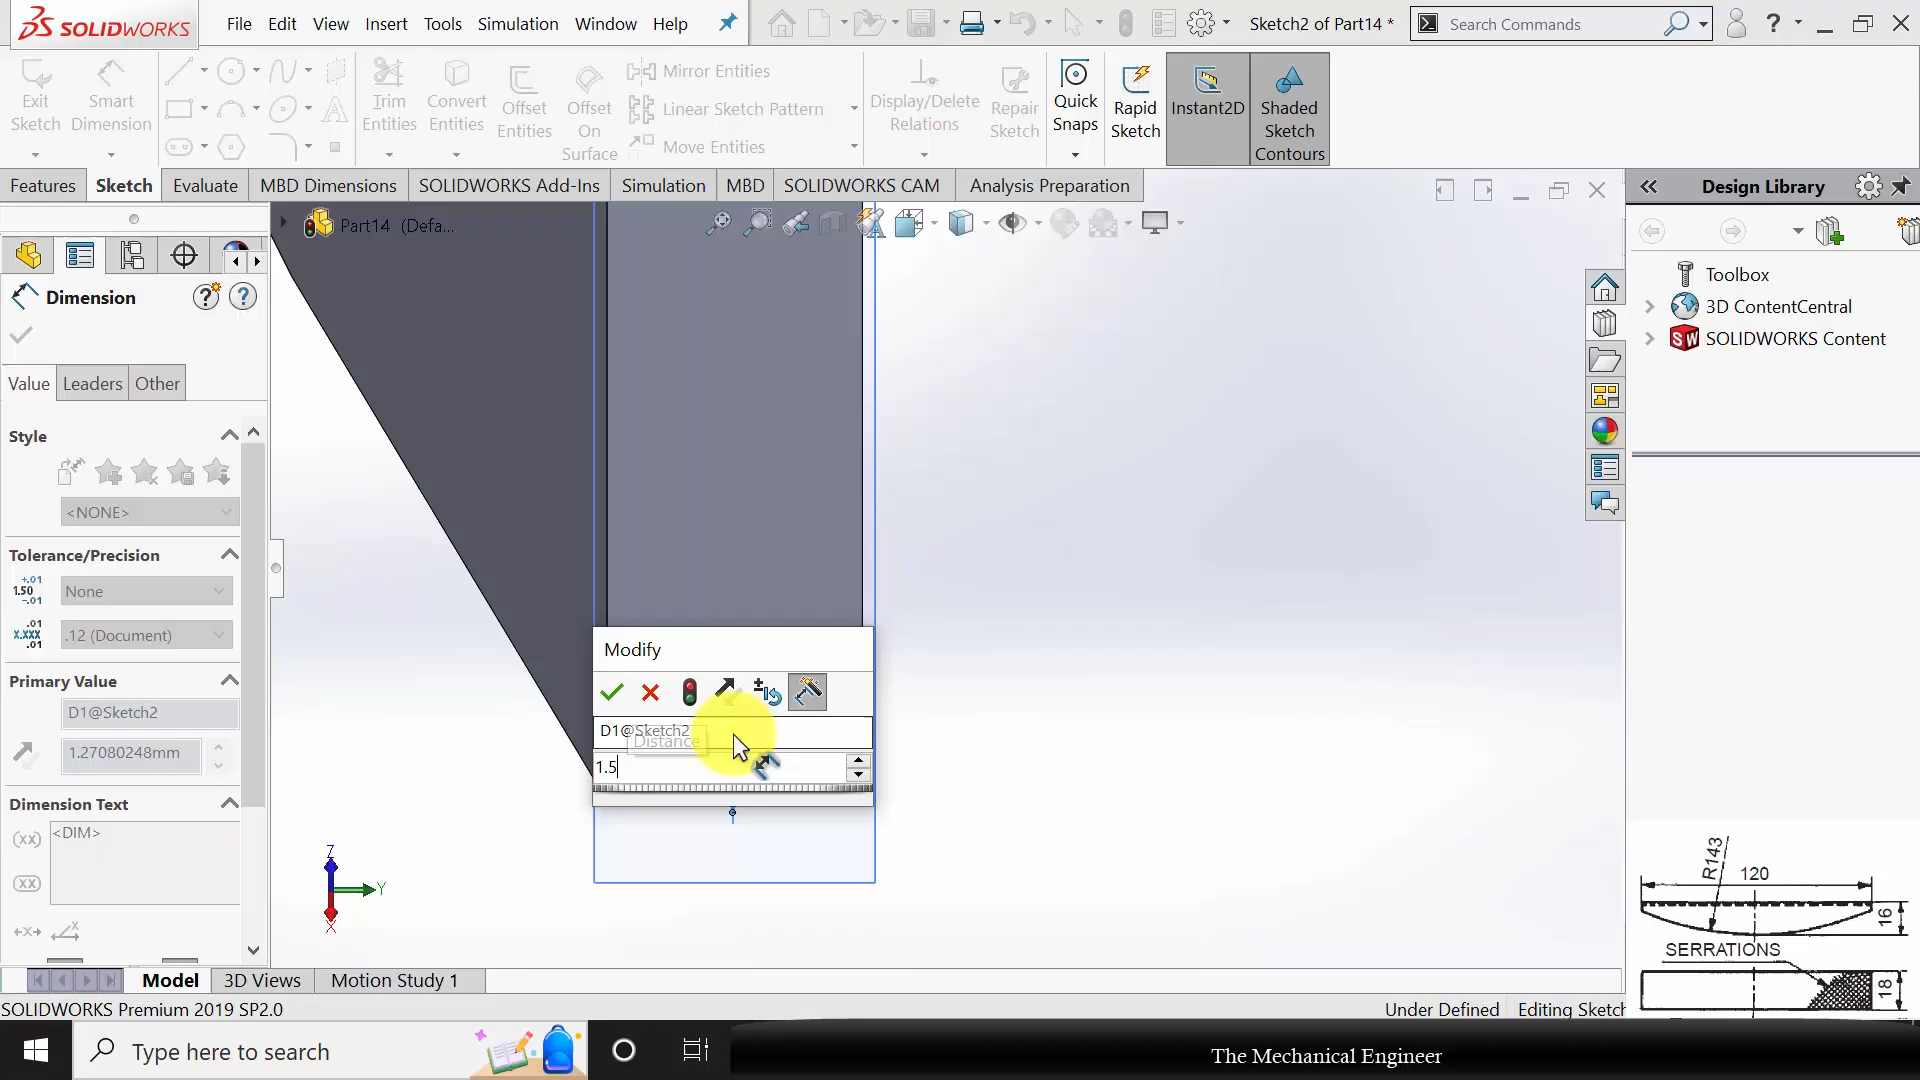 SOLIDWORKS
File Edit View Insert Tools Simulation Window Help
Sketch2 of Part14 *
Search Commands
?
Exit Sketch
Smart Dimension
Trim Entities
Convert Entities
Offset Entities
Offset On Surface
Mirror Entities
Linear Sketch Pattern
Move Entities
Display/Delete Relations
Repair Sketch
Quick Snaps
Rapid Sketch
Instant2D
Shaded Sketch Contours
Features Sketch Evaluate MBD Dimensions SOLIDWORKS Add-Ins Simulation MBD SOLIDWORKS CAM Analysis Preparation
Design Library
Part14 (Defa...
Toolbox
3D ContentCentral
SOLIDWORKS Content
Dimension
Value Leaders Other
Style
<NONE>
Tolerance/Precision
None
.12 (Document)
Primary Value
D1@Sketch2
1.27080248mm
Dimension Text
<DIM>
Modify
D1@Sketch2
Distance
1.5
Z
Y
X
R143
120
16
SERRATIONS
18
Model 3D Views Motion Study 1
SOLIDWORKS Premium 2019 SP2.0
Under Defined Editing Sketch
Type here to search
The Mechanical Engineer